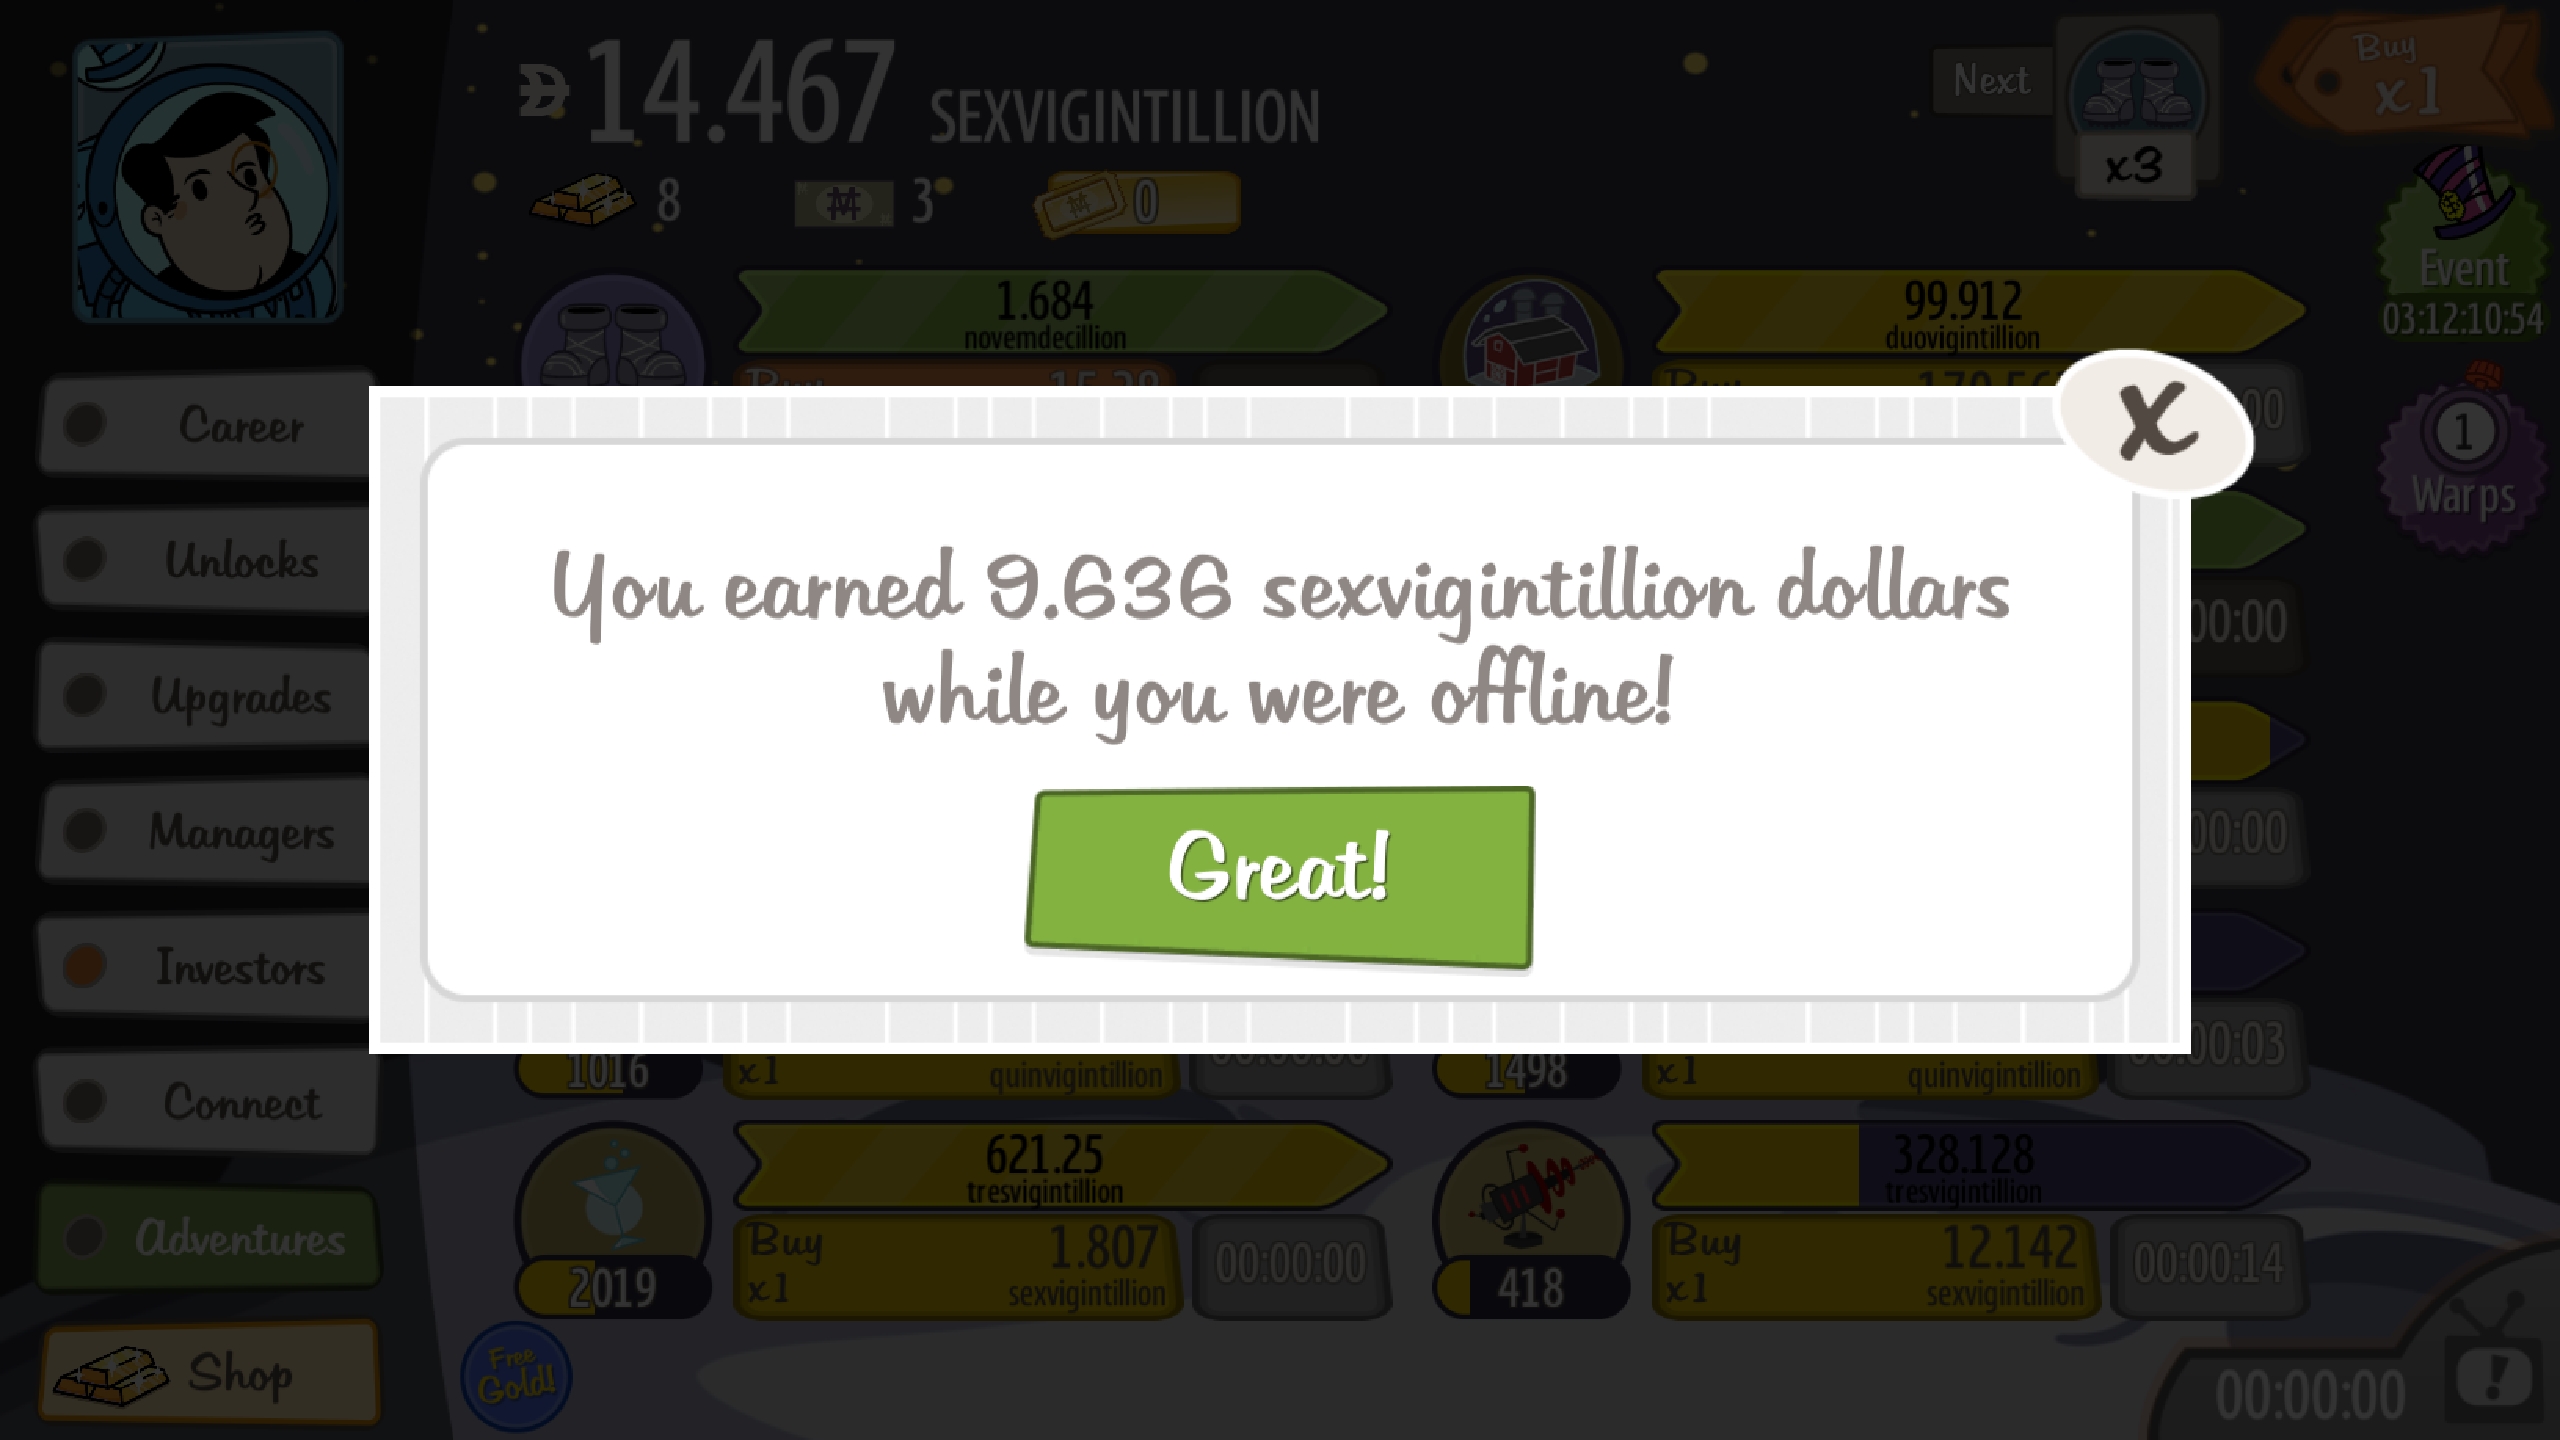 14.467 SEXVIGINTILLION
8
3
0
Next
x3
Buy
x1
Event
03:12:10:54
1
Warps
Career
Unlocks
Upgrades
Managers
Investors
Connect
Adventures
Shop
1.684
novemdecillion
99.912
duovigintillion
You earned 9.636 sexvigintillion dollars
while you were offline!
Great!
X
00:00
00:00
00:03
1016
x1
quinvigintillion
1498
x1
quinvigintillion
621.25
tresvigintillion
2019
Buy
x1
1.807
sexvigintillion
00:00:00
328.128
tresvigintillion
418
Buy
x1
12.142
sexvigintillion
00:00:14
Free
Gold!
00:00:00
!